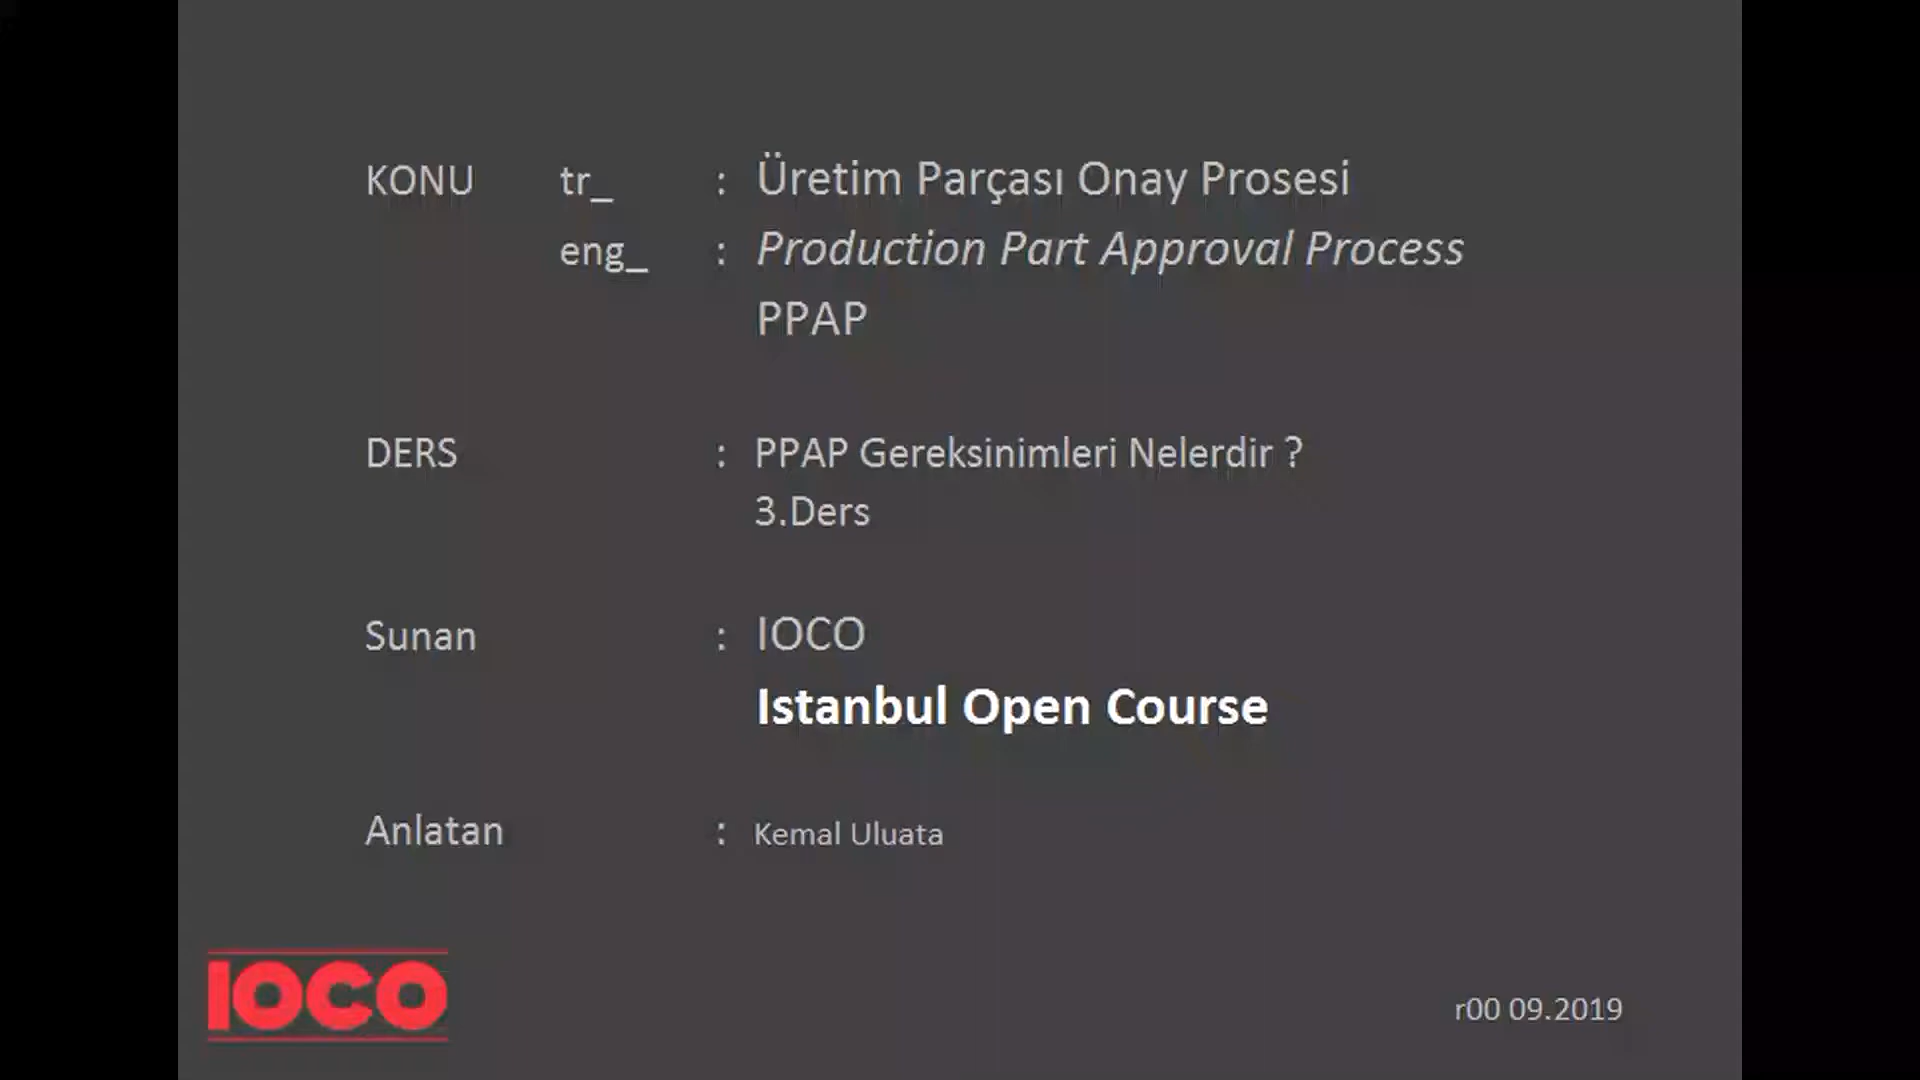 KONU tr_ : Üretim Parçası Onay Prosesi
eng_ : Production Part Approval Process
PPAP
DERS : PPAP Gereksinimleri Nelerdir ?
3.Ders
Sunan : IOCO
Istanbul Open Course
Anlatan : Kemal Uluata
IOCO
r00 09.2019